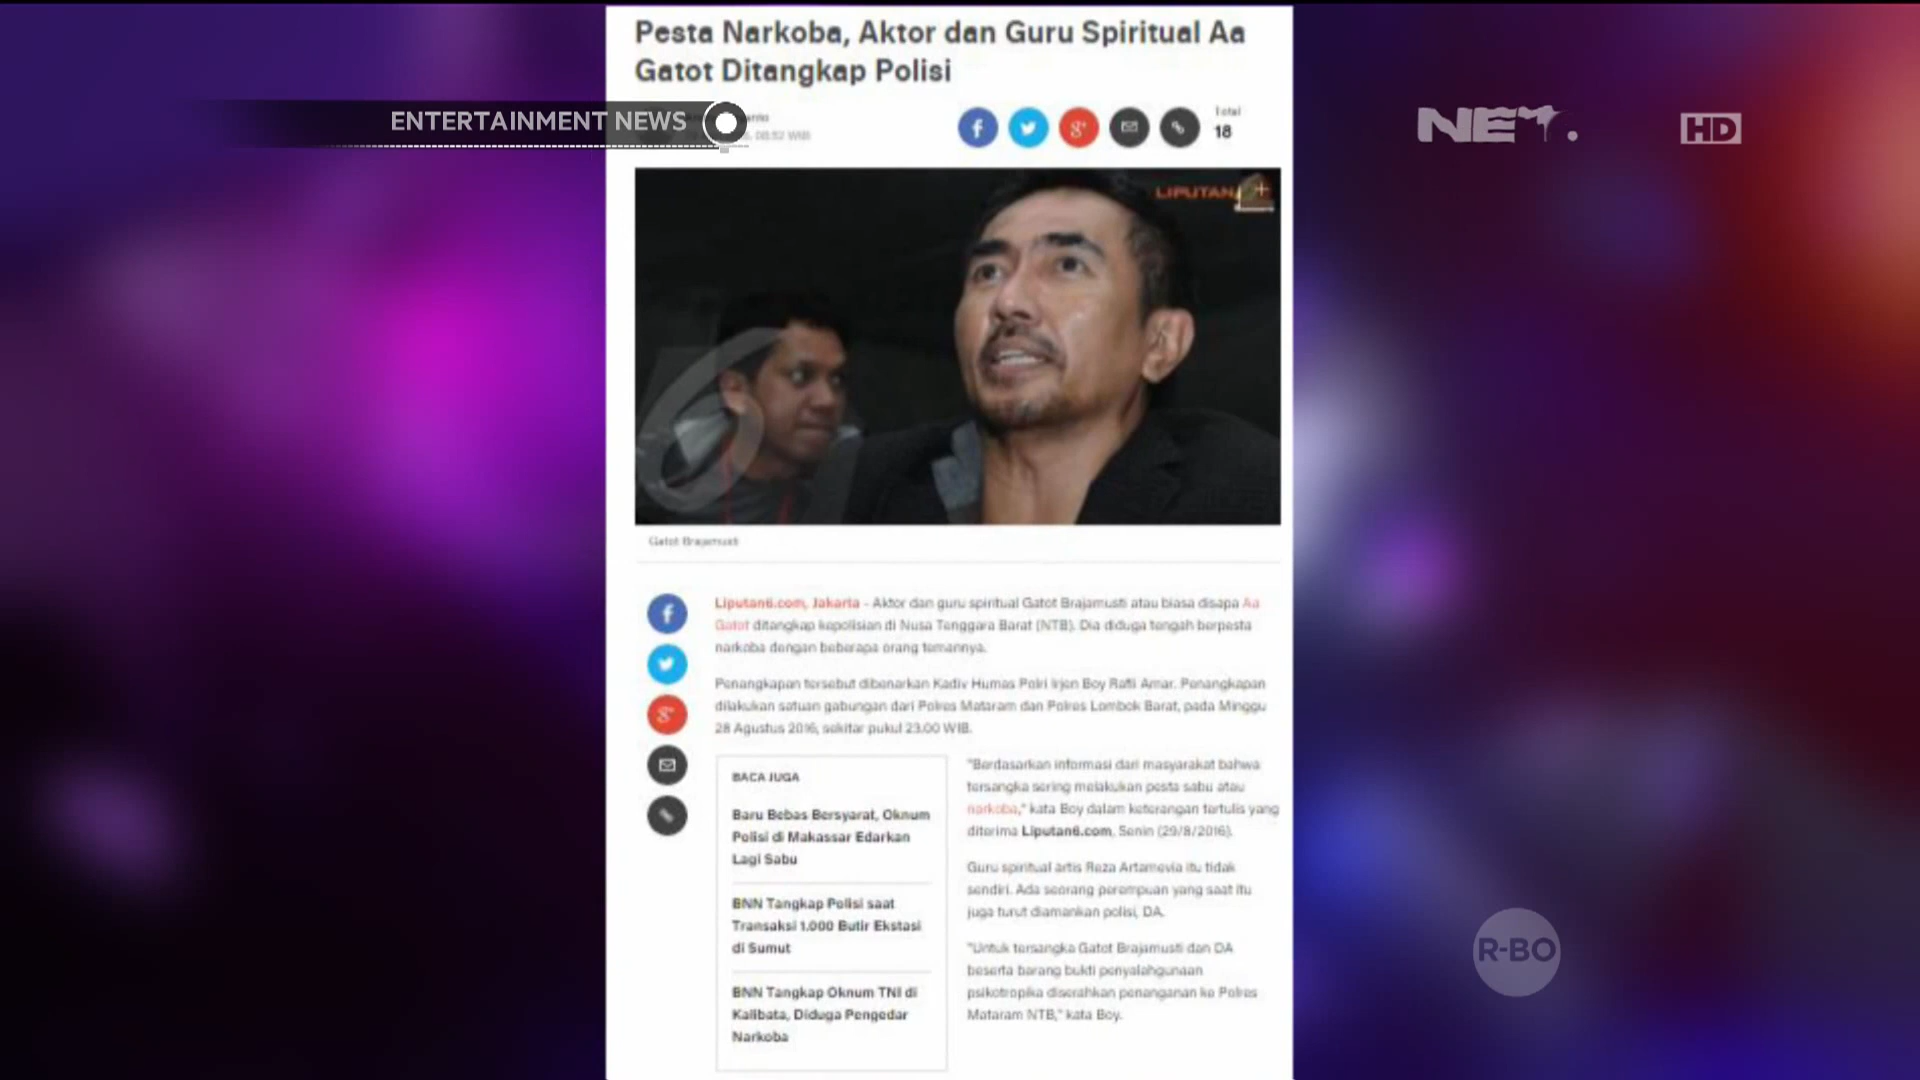 Pesta Narkoba, Aktor dan Guru Spiritual Aa
Gatot Ditangkap Polisi
ENTERTAINMENT NEWS
08:52 WIB
Total
18
NET.
HD
LIPUTAN
Gatot Brajamusti
Liputan6.com, Jakarta - Aktor dan guru spiritual Gatot Brajamusti atau biasa disapa Aa
Gatot ditangkap kepolisian di Nusa Tenggara Barat (NTB). Dia diduga tengah berpesta
narkoba dengan beberapa orang temannya.
Penangkapan tersebut dibenarkan Kadiv Humas Polri Irjen Boy Rafli Amar. Penangkapan
dilakukan satuan gabungan dari Polres Mataram dan Polres Lombok Barat, pada Minggu
28 Agustus 2016, sekitar pukul 23.00 WIB.
BACA JUGA
Baru Bebas Bersyarat, Oknum
Polisi di Makassar Edarkan
Lagi Sabu
BNN Tangkap Polisi saat
Transaksi 1.000 Butir Ekstasi
di Sumut
BNN Tangkap Oknum TNI di
Kalibata, Diduga Pengedar
Narkoba
"Berdasarkan informasi dari masyarakat bahwa
tersangka sering melakukan pesta sabu atau
narkoba," kata Boy dalam keterangan tertulis yang
diterima Liputan6.com, Senin (29/8/2016).
Guru spiritual artis Reza Artamevia itu tidak
sendiri. Ada seorang perempuan yang saat itu
juga turut diamankan polisi, DA.
"Untuk tersangka Gatot Brajamusti dan DA
beserta barang bukti penyalahgunaan
psikotropika diserahkan penanganan ke Polres
Mataram NTB," kata Boy.
R-BO